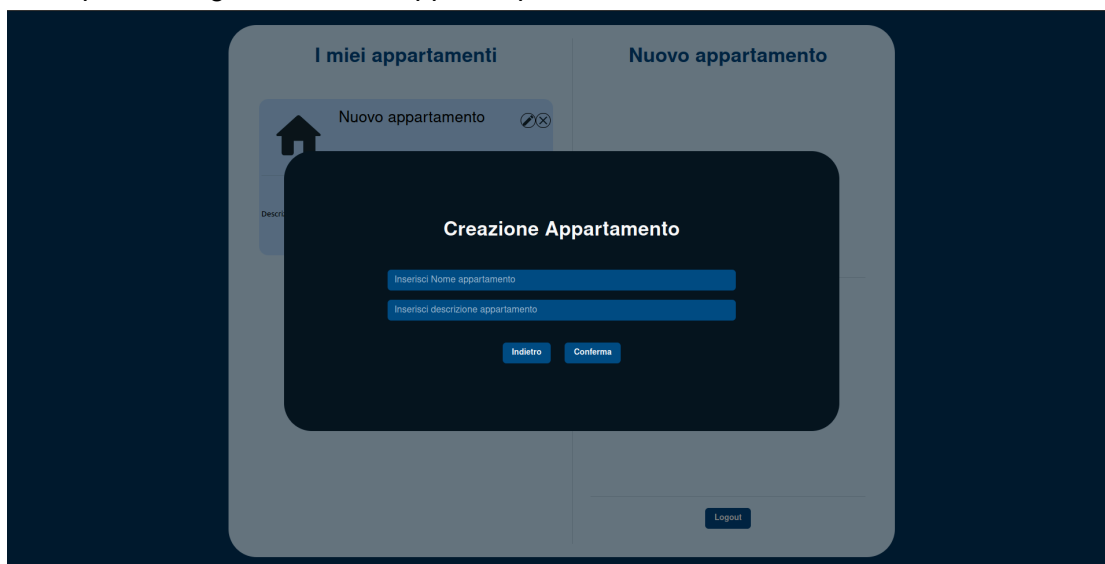 I miei appartamenti
Nuovo appartamento
Nuovo appartamento
Creazione Appartamento
Inserisci Nome appartamento
Inserisci descrizione appartamento
Indietro
Conferma
Logout